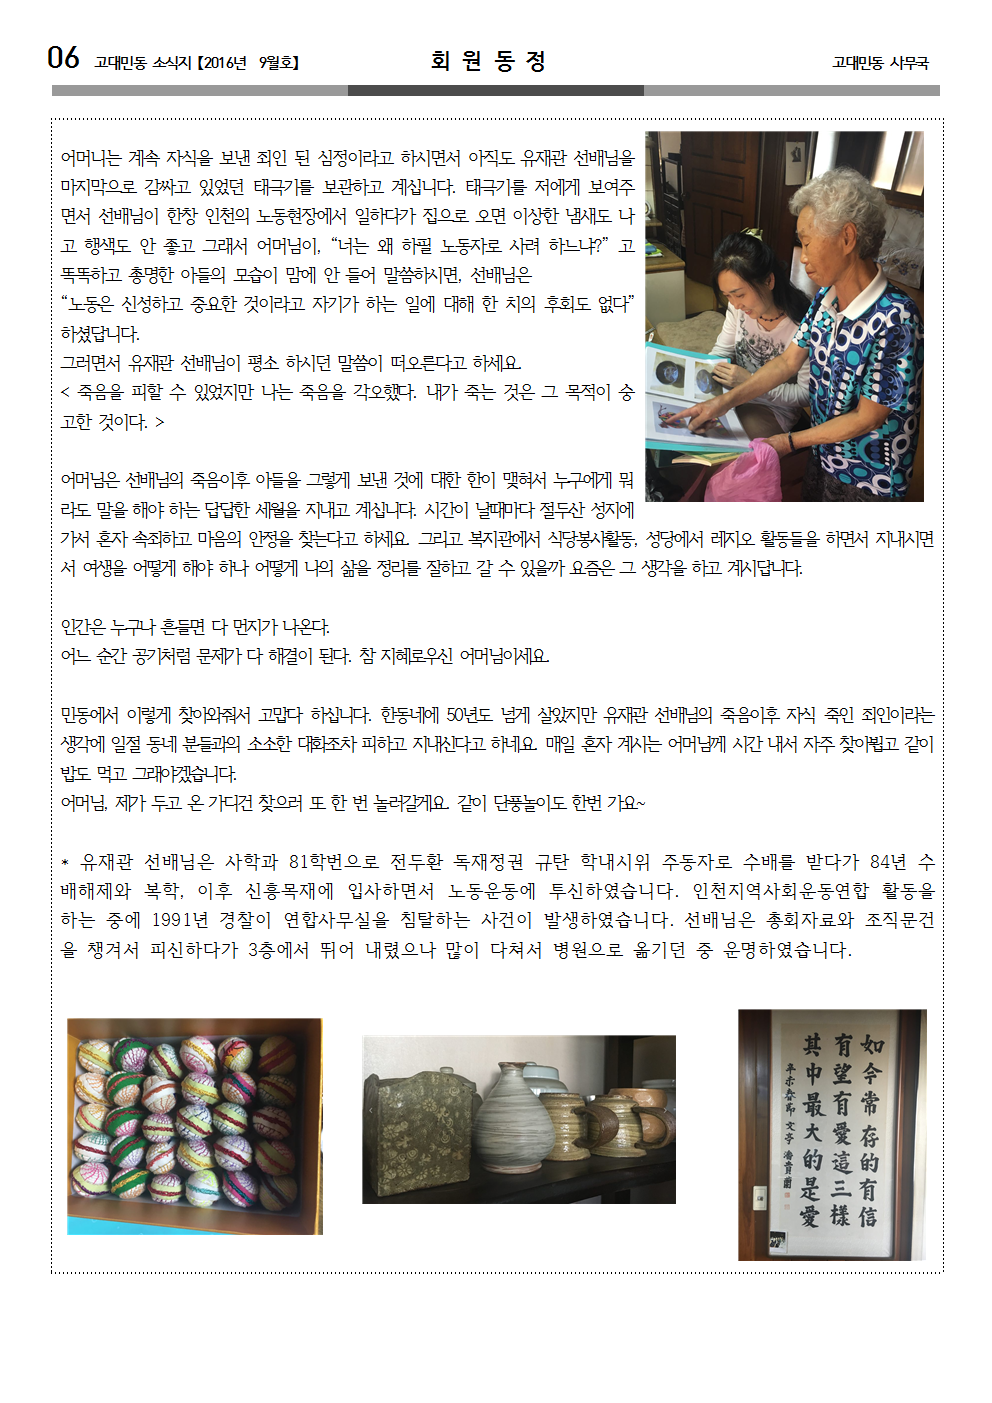 06 고대민동 소식지【2016년 9월호】 회 원 동 정 고대민동 사무국
어머니는 계속 자식을 보낸 죄인 된 심정이라고 하시면서 아직도 유재관 선배님을
마지막으로 감싸고 있었던 태극기를 보관하고 계십니다. 태극기를 저에게 보여주
면서 선배님이 한창 인천의 노동현장에서 일하다가 집으로 오면 이상한 냄새도 나
고 행색도 안 좋고 그래서 어머님이, “너는 왜 하필 노동자로 사려 하느냐?” 고
똑똑하고 총명한 아들의 모습이 맘에 안 들어 말씀하시면, 선배님은
“노동은 신성하고 중요한 것이라고 자기가 하는 일에 대해 한 치의 후회도 없다”
하셨답니다.
그러면서 유재관 선배님이 평소 하시던 말씀이 떠오른다고 하세요.
< 죽음을 피할 수 있었지만 나는 죽음을 각오했다. 내가 죽는 것은 그 목적이 숭
고한 것이다. >
어머님은 선배님의 죽음이후 아들을 그렇게 보낸 것에 대한 한이 맺혀서 누구에게 뭐
라도 말을 해야 하는 답답한 세월을 지내고 계십니다. 시간이 날때마다 절두산 성지에
가서 혼자 속죄하고 마음의 안정을 찾는다고 하세요. 그리고 복지관에서 식당봉사활동, 성당에서 레지오 활동들을 하면서 지내시면
서 여생을 어떻게 해야 하나 어떻게 나의 삶을 정리를 잘하고 갈 수 있을까 요즘은 그 생각을 하고 계시답니다.
인간은 누구나 흔들면 다 먼지가 나온다.
어느 순간 공기처럼 문제가 다 해결이 된다. 참 지혜로우신 어머님이세요.
민동에서 이렇게 찾아와줘서 고맙다 하십니다. 한동네에 50년도 넘게 살았지만 유재관 선배님의 죽음이후 자식 죽인 죄인이라는
생각에 일절 동네 분들과의 소소한 대화조차 피하고 지내신다고 하네요. 매일 혼자 계시는 어머님께 시간 내서 자주 찾아뵙고 같이
밥도 먹고 그래야겠습니다.
어머님, 제가 두고 온 가디건 찾으러 또 한 번 놀러갈게요. 같이 단풍놀이도 한번 가요~
* 유재관 선배님은 사학과 81학번으로 전두환 독재정권 규탄 학내시위 주동자로 수배를 받다가 84년 수
배해제와 복학, 이후 신흥목재에 입사하면서 노동운동에 투신하였습니다. 인천지역사회운동연합 활동을
하는 중에 1991년 경찰이 연합사무실을 침탈하는 사건이 발생하였습니다. 선배님은 총회자료와 조직문건
을 챙겨서 피신하다가 3층에서 뛰어 내렸으나 많이 다쳐서 병원으로 옮기던 중 운명하였습니다.
如今常存的有信
有望有愛這三樣
其中最大的是愛
辛未春節 文亭 潘貴爾